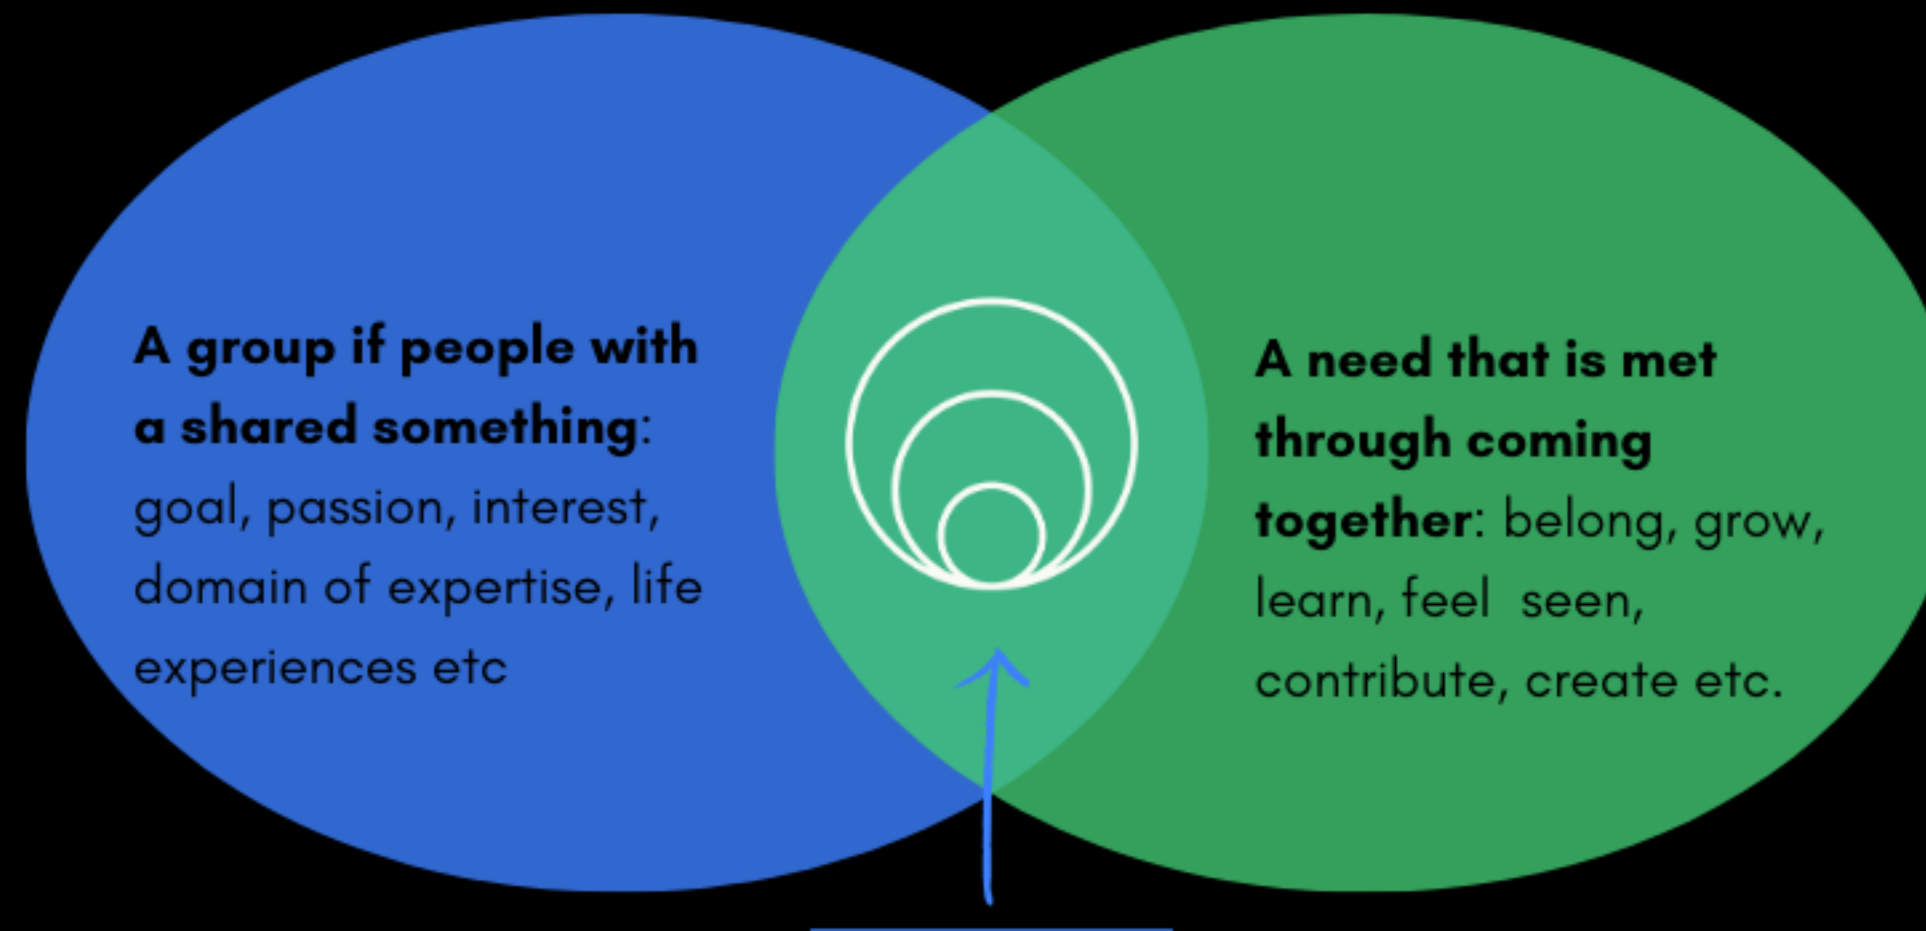 A group if people with
a shared something:
goal, passion, interest,
domain of expertise, life
experiences etc
A need that is met
through coming
together: belong, grow,
learn, feel  seen,
contribute, create etc.